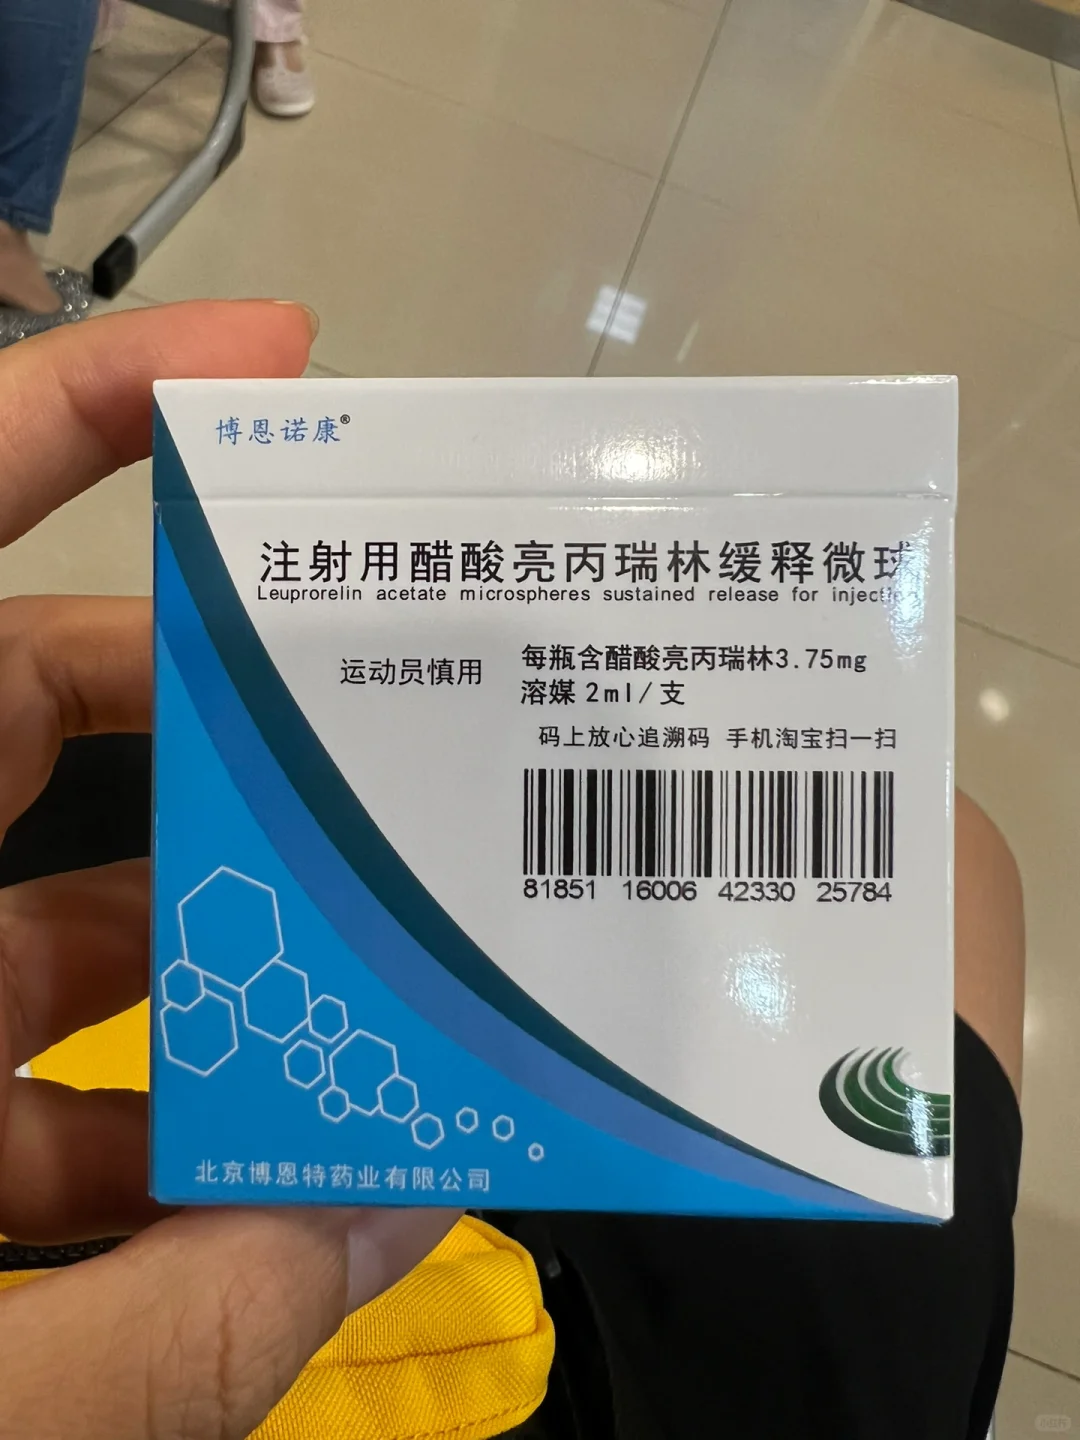 博恩诺康®
注射用醋酸亮丙瑞林缓释微球
Leuprorelin acetate microspheres sustained release for injection
运动员慎用
每瓶含醋酸亮丙瑞林3.75mg
溶媒 2ml/支
码上放心追溯码 手机淘宝扫一扫
81851 16006 42330 25784
北京博恩特药业有限公司